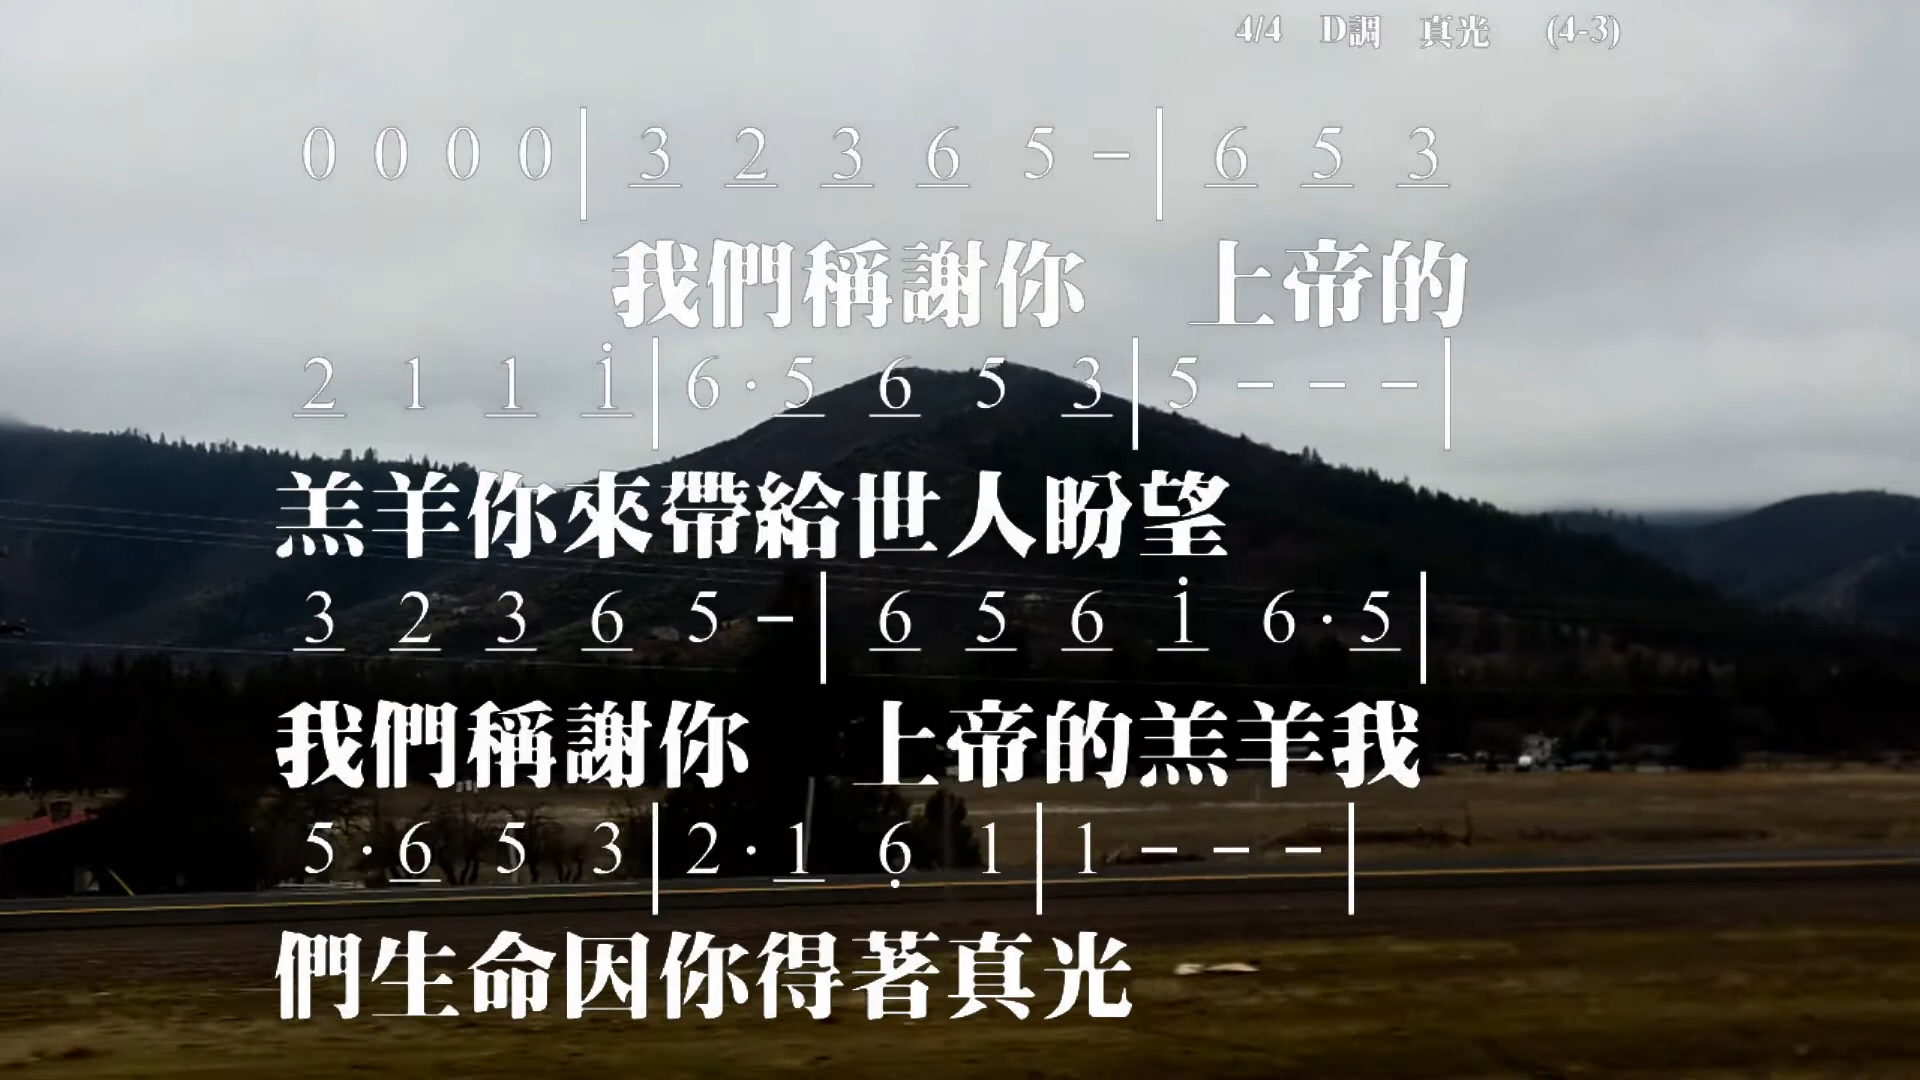 4/4 D調 真光 (4-3)
0 0 0 0 | 3 2 3 6 5 - | 6 5 3
我們稱謝你 上帝的
2 1 1 i | 6 · 5 6 5 3 | 5 - - - |
羔羊你來帶給世人盼望
3 2 3 6 5 - | 6 5 6 i 6 · 5 |
我們稱謝你 上帝的羔羊我
5 · 6 5 3 | 2 · 1 6̣ 1 | 1 - - - |
們生命因你得著真光